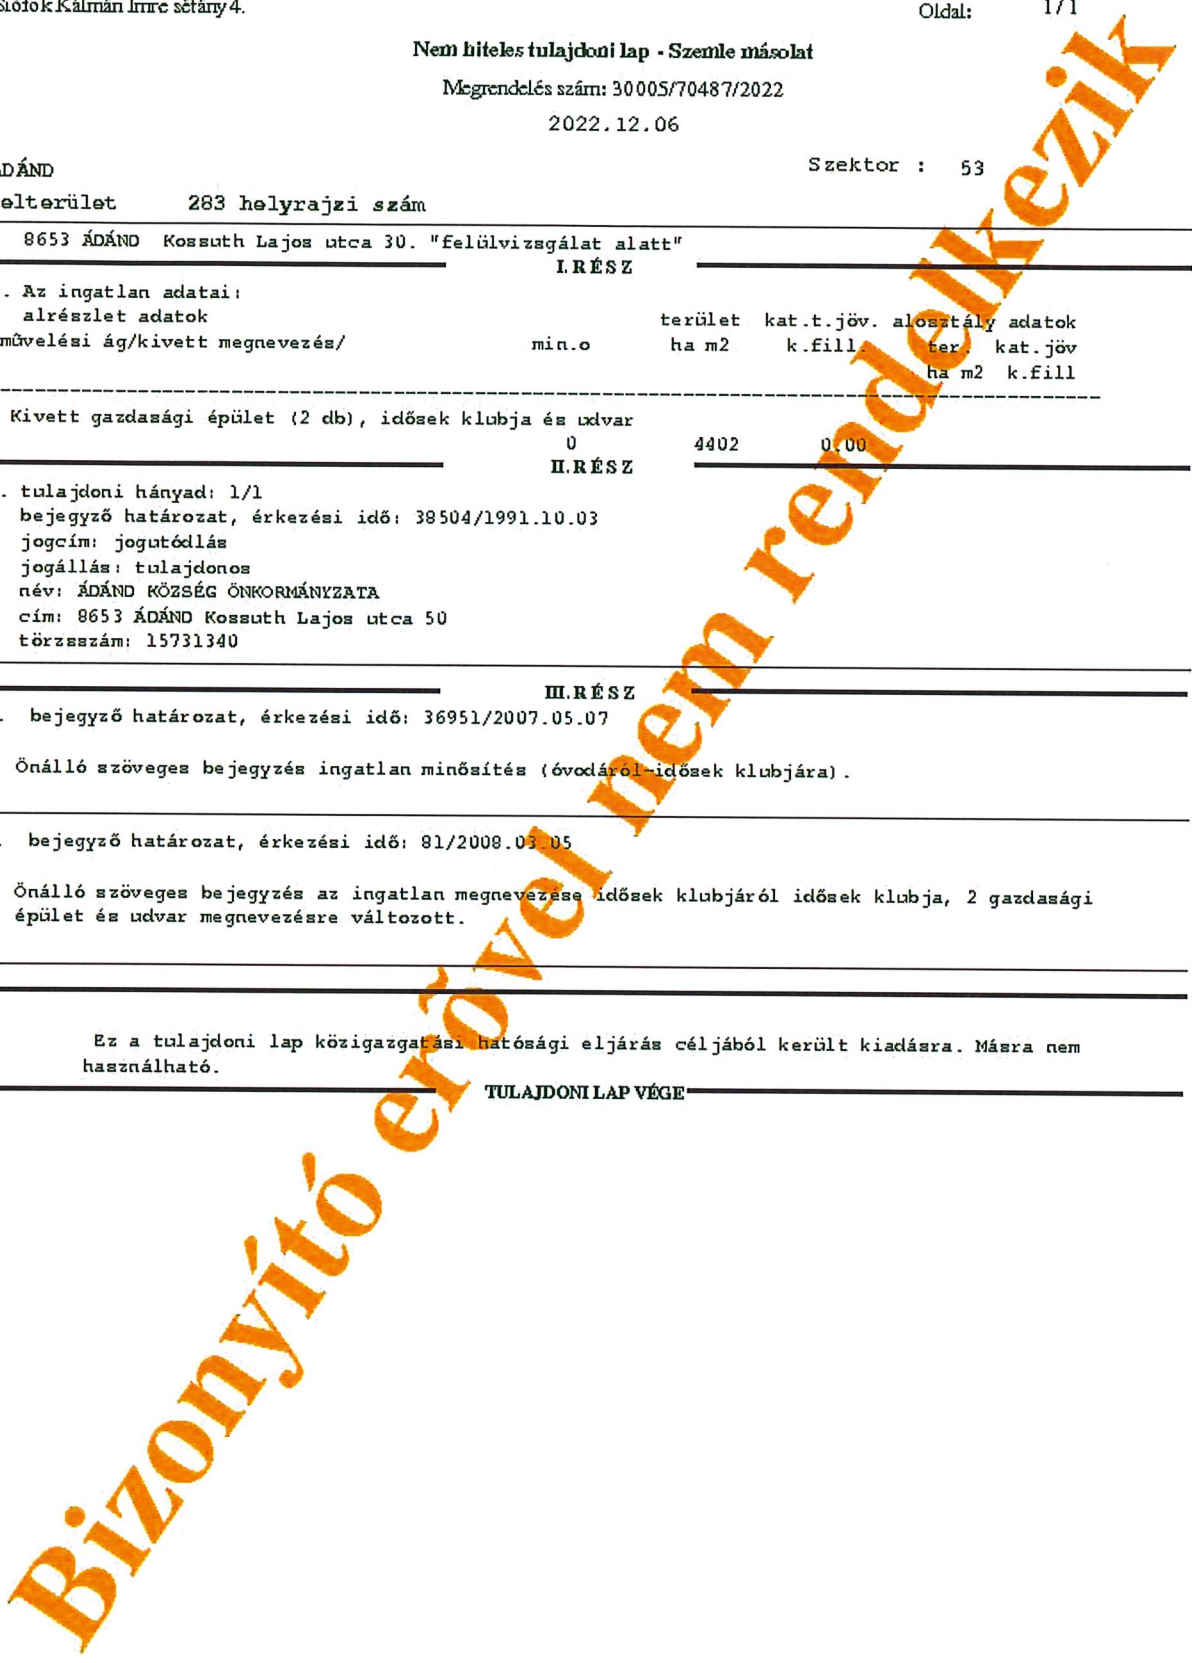 Siófok Kálmán Imre sétány 4.
Oldal: 1/1
Nem hiteles tulajdoni lap - Szemle másolat
Megrendelés szám: 30005/70487/2022
2022.12.06
DÁND
Szektor : 53
elterület 283 helyrajzi szám
8653 ÁDÁND Kossuth Lajos utca 30. "felülvizsgálat alatt"
I.RÉSZ
. Az ingatlan adatai:
alrészlet adatok
terület kat.t.jöv. alosztály adatok
művelési ág/kivett megnevezés/ min.o ha m2 k.fill. ter. kat.jöv
ha m2 k.fill
Kivett gazdasági épület (2 db), idősek klubja és udvar
0 4402 0.00
II.RÉSZ
. tulajdoni hányad: 1/1
bejegyző határozat, érkezési idő: 38504/1991.10.03
jogcím: jogutódlás
jogállás: tulajdonos
név: ÁDÁND KÖZSÉG ÖNKORMÁNYZATA
cím: 8653 ÁDÁND Kossuth Lajos utca 50
törzsszám: 15731340
III.RÉSZ
. bejegyző határozat, érkezési idő: 36951/2007.05.07
Önálló szöveges bejegyzés ingatlan minősítés (óvodáról-idősek klubjára).
. bejegyző határozat, érkezési idő: 81/2008.03.05
Önálló szöveges bejegyzés az ingatlan megnevezése idősek klubjáról idősek klubja, 2 gazdasági
épület és udvar megnevezésre változott.
Ez a tulajdoni lap közigazgatási hatósági eljárás céljából került kiadásra. Másra nem
használható.
TULAJDONI LAP VÉGE
Bizonyító erővel nem rendelkezik